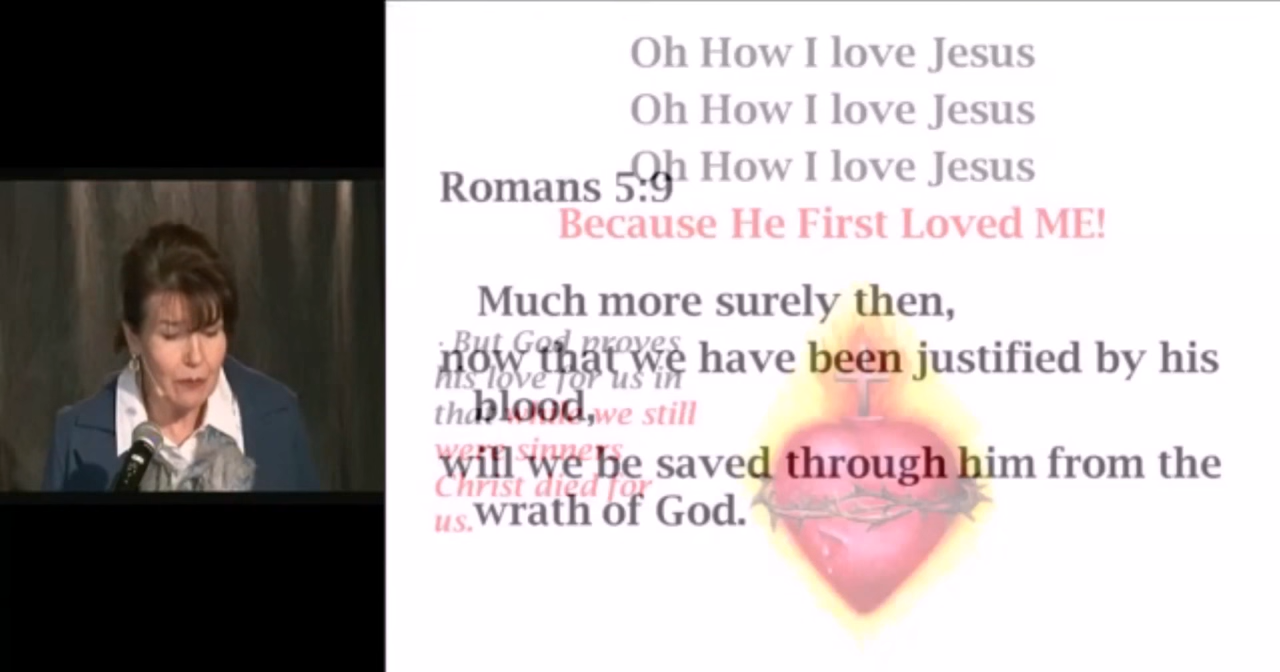 Oh How I love Jesus
Oh How I love Jesus
Oh How I love Jesus
Because He First Loved ME!
· But God proves
his love for us in
that while we still
were sinners
Christ died for
us.
Romans 5:9
Much more surely then,
now that we have been justified by his
blood,
will we be saved through him from the
wrath of God.